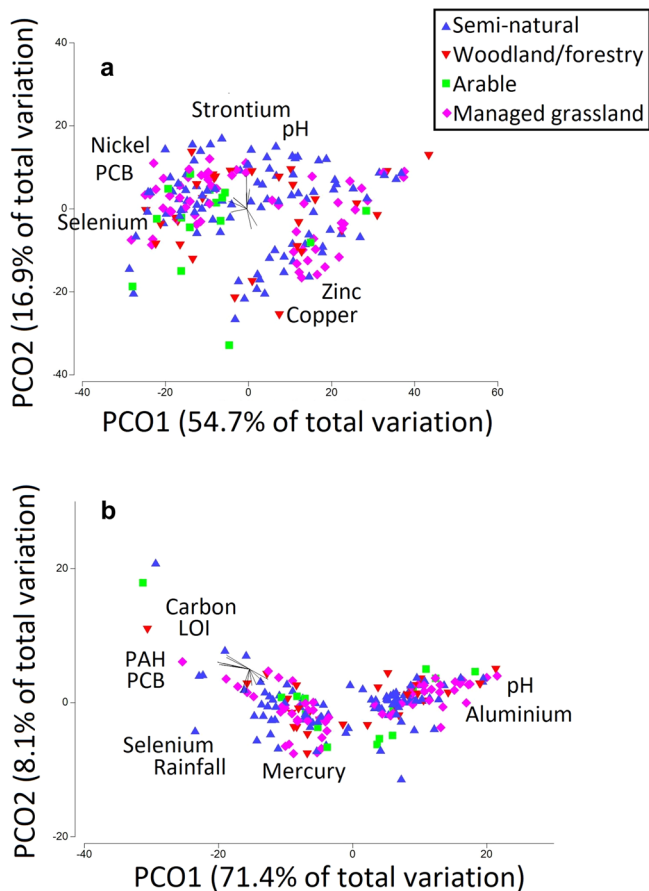 Semi-natural
Woodland/forestry
Arable
Managed grassland
a
40
20
0
-20
-40
-40
-20
0
20
40
60
Strontium
pH
Nickel
PCB
Selenium
Zinc
Copper
PCO2 (16.9% of total variation)
PCO1 (54.7% of total variation)
b
20
0
-20
-40
-20
0
20
Carbon
LOI
PAH
PCB
pH
Aluminium
Selenium
Rainfall
Mercury
PCO2 (8.1% of total variation)
PCO1 (71.4% of total variation)